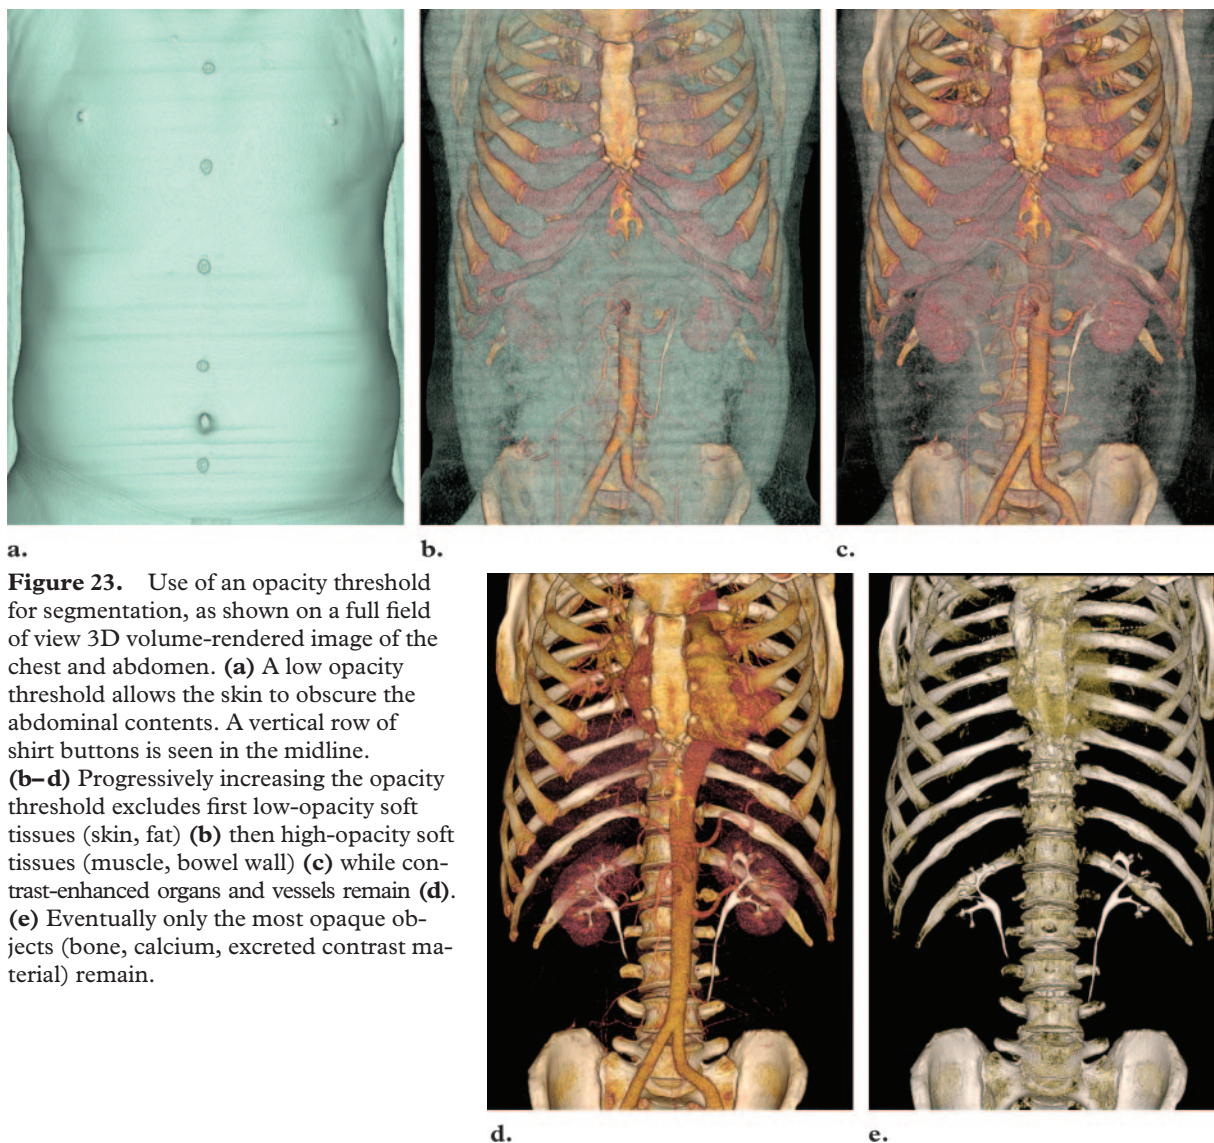 a.
b.
c.
Figure 23. Use of an opacity threshold
for segmentation, as shown on a full field
of view 3D volume-rendered image of the
chest and abdomen. (a) A low opacity
threshold allows the skin to obscure the
abdominal contents. A vertical row of
shirt buttons is seen in the midline.
(b–d) Progressively increasing the opacity
threshold excludes first low-opacity soft
tissues (skin, fat) (b) then high-opacity soft
tissues (muscle, bowel wall) (c) while con-
trast-enhanced organs and vessels remain (d).
(e) Eventually only the most opaque ob-
jects (bone, calcium, excreted contrast ma-
terial) remain.
d.
e.